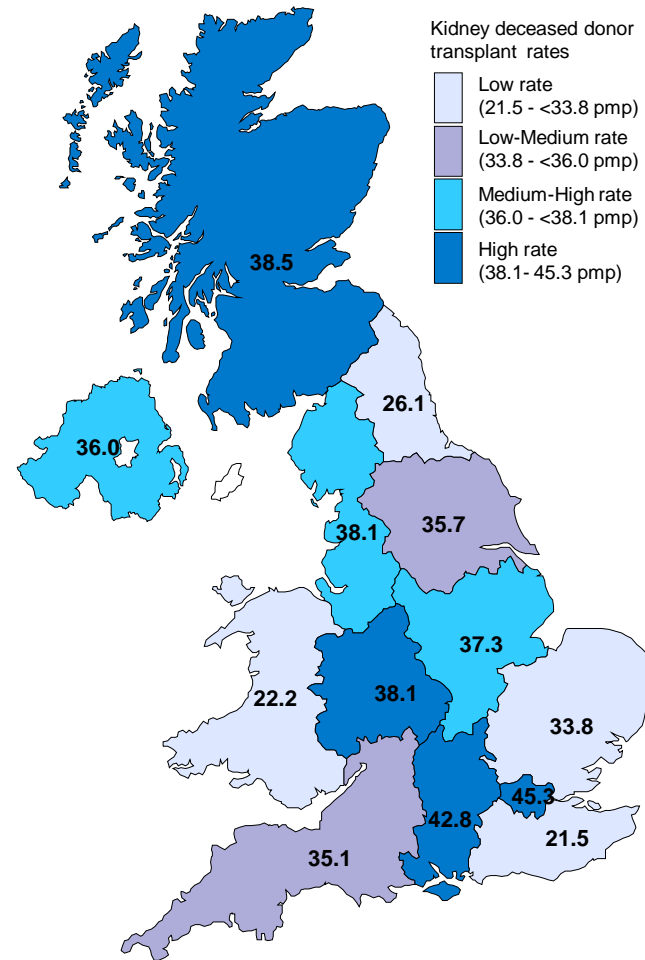 Kidney deceased donor
transplant rates
Low rate
(21.5 - <33.8 pmp)
Low-Medium rate
(33.8 - <36.0 pmp)
Medium-High rate
(36.0 - <38.1 pmp)
High rate
(38.1- 45.3 pmp)
38.5
26.1
36.0
38.1
35.7
37.3
22.2
38.1
33.8
45.3
42.8
21.5
35.1